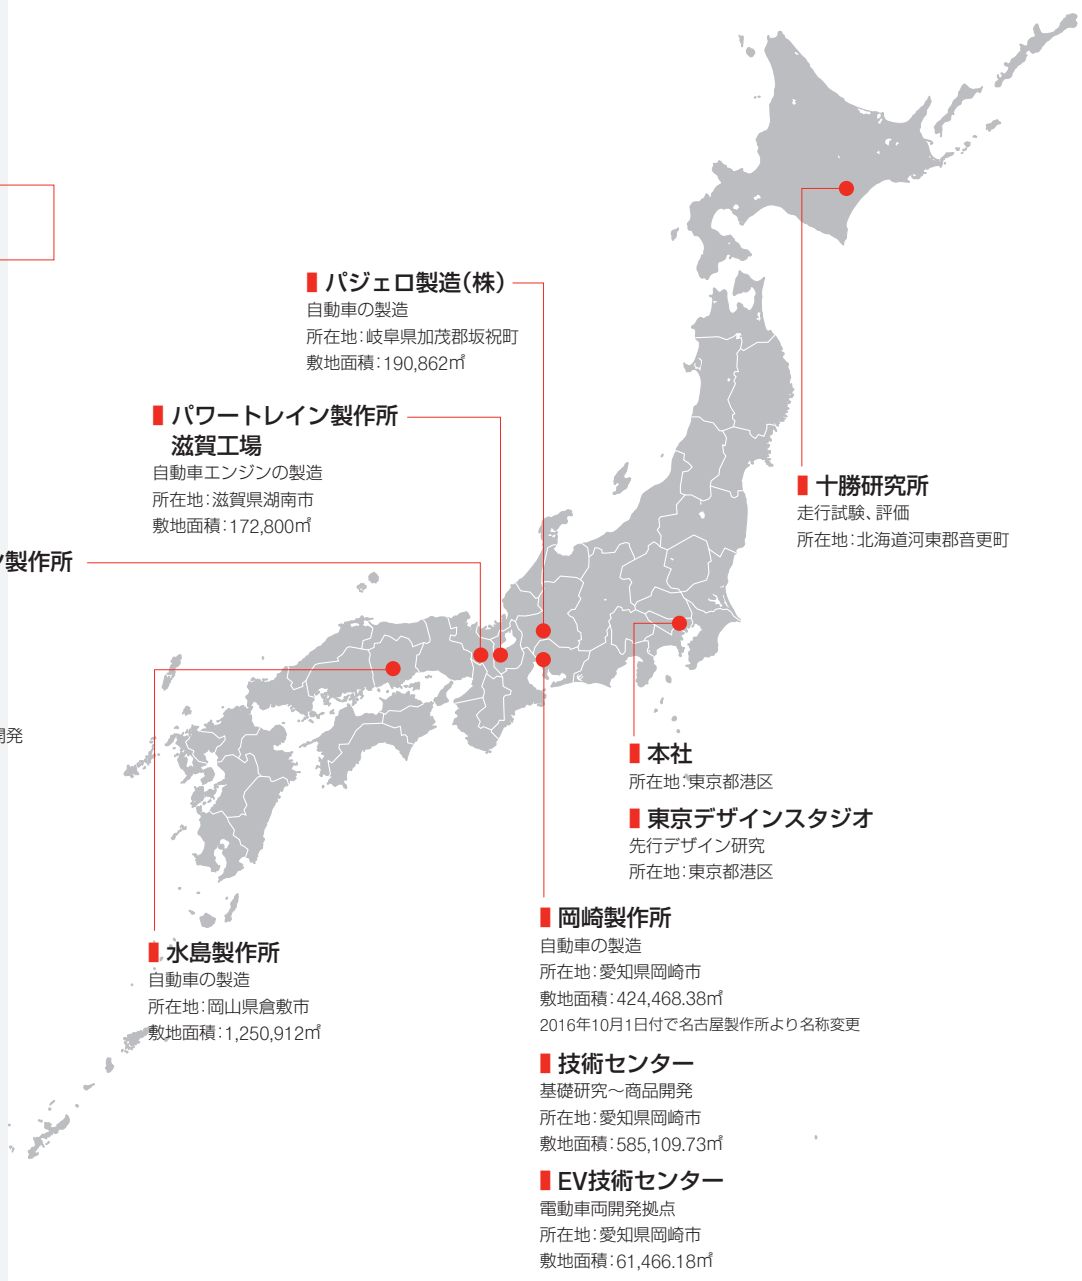 パジェロ製造(株)
自動車の製造
所在地:岐阜県加茂郡坂祝町
敷地面積:190,862㎡
パワートレイン製作所
滋賀工場
自動車エンジンの製造
所在地:滋賀県湖南市
敷地面積:172,800㎡
製作所
開発
十勝研究所
走行試験、評価
所在地:北海道河東郡音更町
本社
所在地:東京都港区
東京デザインスタジオ
先行デザイン研究
所在地:東京都港区
水島製作所
自動車の製造
所在地:岡山県倉敷市
敷地面積:1,250,912㎡
岡崎製作所
自動車の製造
所在地:愛知県岡崎市
敷地面積:424,468.38㎡
2016年10月1日付で名古屋製作所より名称変更
技術センター
基礎研究〜商品開発
所在地:愛知県岡崎市
敷地面積:585,109.73㎡
EV技術センター
電動車両開発拠点
所在地:愛知県岡崎市
敷地面積:61,466.18㎡